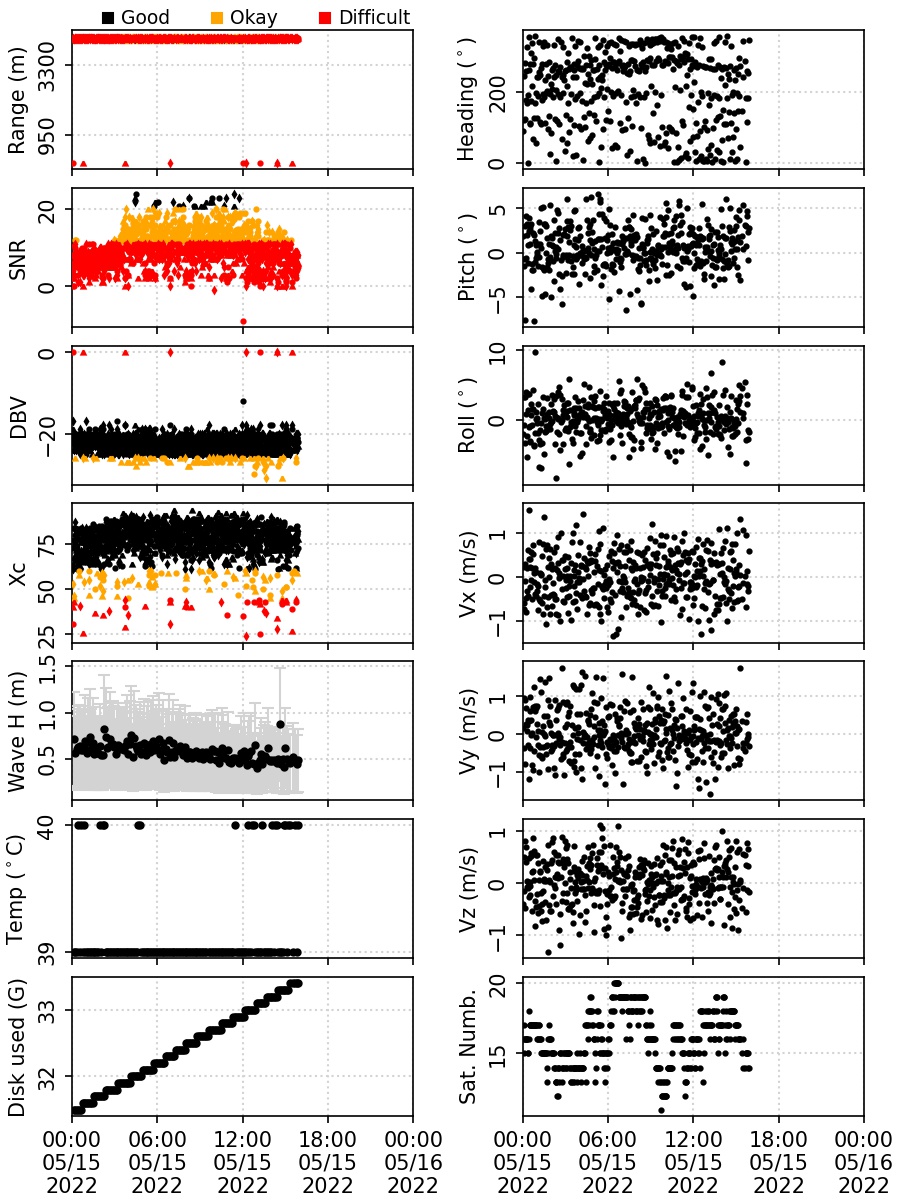 Good Okay Difficult
Range (m)
3300
950
Heading (°)
200
0
SNR
20
0
Pitch (°)
5
0
−5
DBV
0
−20
Roll (°)
10
0
Xc
75
50
25
Vx (m/s)
1
0
−1
Wave H (m)
1.5
1.0
0.5
Vy (m/s)
1
0
−1
Temp (°C)
40
39
Vz (m/s)
1
0
−1
Disk used (G)
33
32
Sat. Numb.
20
15
00:00 06:00 12:00 18:00 00:00 00:00 06:00 12:00 18:00 00:00
05/15 05/15 05/15 05/15 05/16 05/15 05/15 05/15 05/15 05/16
2022 2022 2022 2022 2022 2022 2022 2022 2022 2022